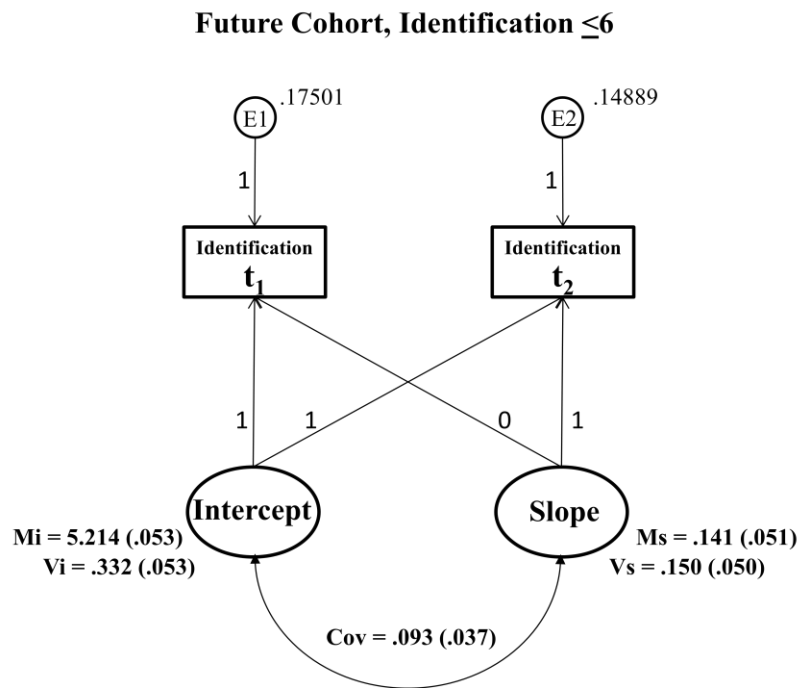 Future Cohort, Identification ≤6
E1 .17501
E2 .14889
1 1
Identification
t₁
Identification
t₂
1 1 0 1
Intercept
Slope
Mi = 5.214 (.053)
Vi = .332 (.053)
Ms = .141 (.051)
Vs = .150 (.050)
Cov = .093 (.037)